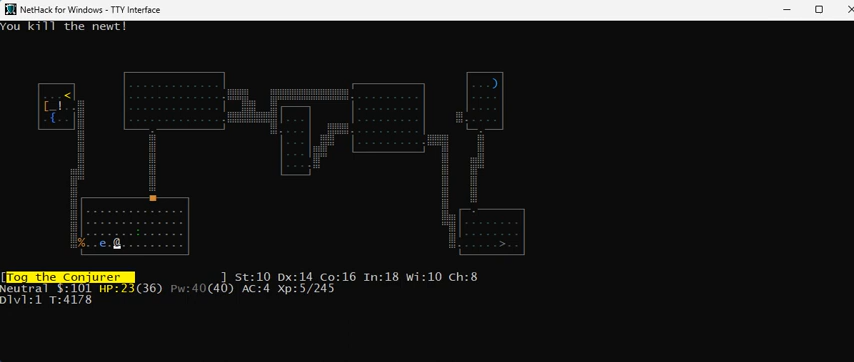 NetHack for Windows - TTY Interface
You kill the newt!
[Tog the Conjurer ] St:10 Dx:14 Co:16 In:18 Wi:10 Ch:8
Neutral $:101 HP:23(36) Pw:40(40) AC:4 Xp:5/245
Dlvl:1 T:4178